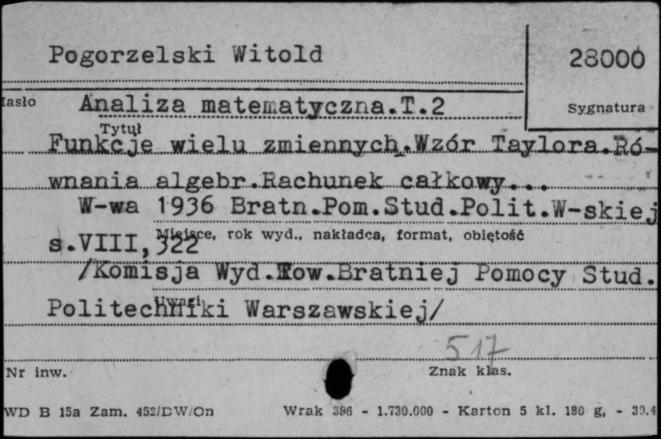 Pogorzelski Witold
28000
Hasło
Analiza matematyczna.T.2
Sygnatura
Tytuł
Funkcje wielu zmiennych.Wzór Taylora.Ró-
wnania algebr.Rachunek całkowy...
W-wa 1936 Bratn.Pom.Stud.Polit.W-skiej
s.VIII,322
Miejsce, rok wyd., nakładca, format, objętość
/Komisja Wyd.Tow.Bratniej Pomocy Stud.
Uwagi
Politechniki Warszawskiej/
517
Nr inw.
Znak klas.
WD B 15a Zam. 452/DW/On Wrak 396 - 1.730.000 - Karton 5 kl. 180 g, - 30.4